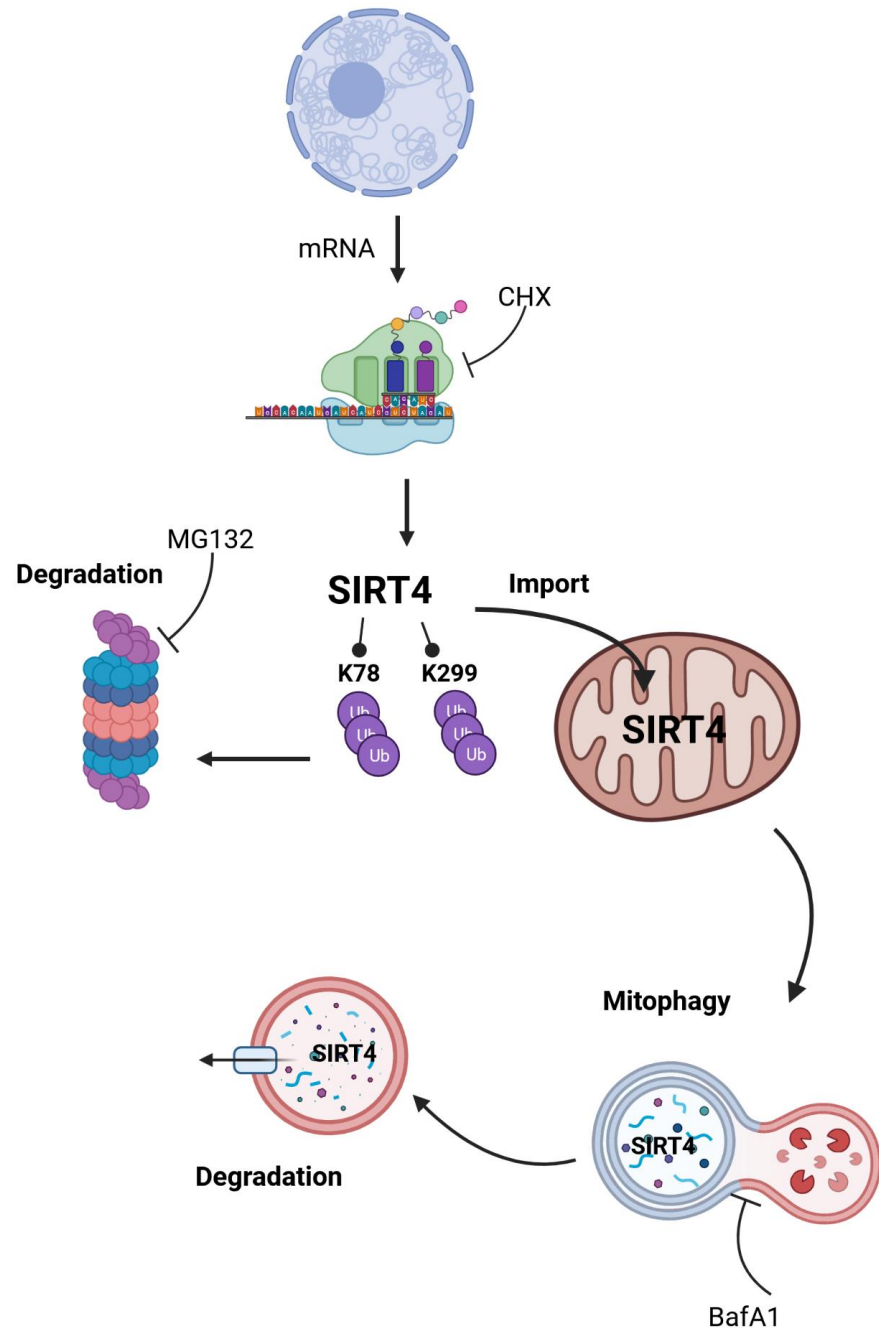 mRNA
CHX
MG132
Degradation
SIRT4
Import
K78 K299
Ub Ub
Ub Ub
Ub Ub
SIRT4
Mitophagy
SIRT4
Degradation
SIRT4
BafA1